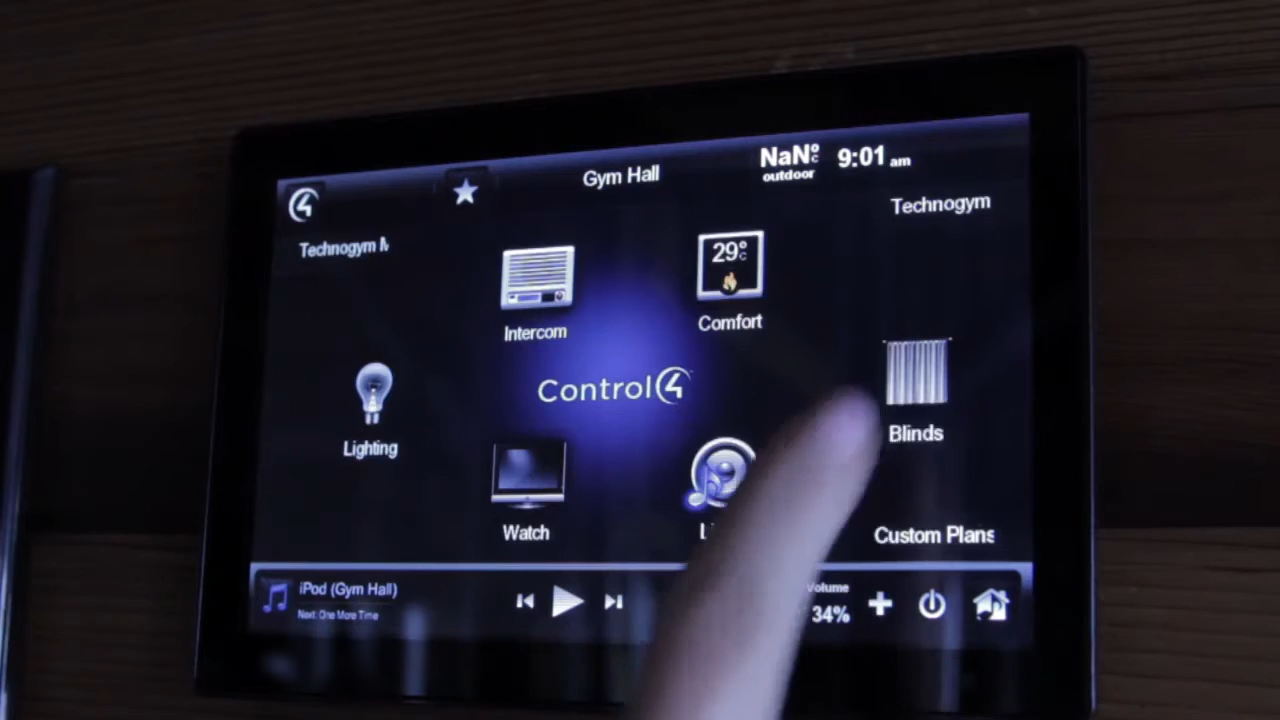 Gym Hall
NaN°c
outdoor
9:01 am
Technogym
Technogym
29°c
Intercom
Comfort
Control4
Lighting
Blinds
Watch
Custom Plans
iPod (Gym Hall)
Next: One More Time
Volume
34%